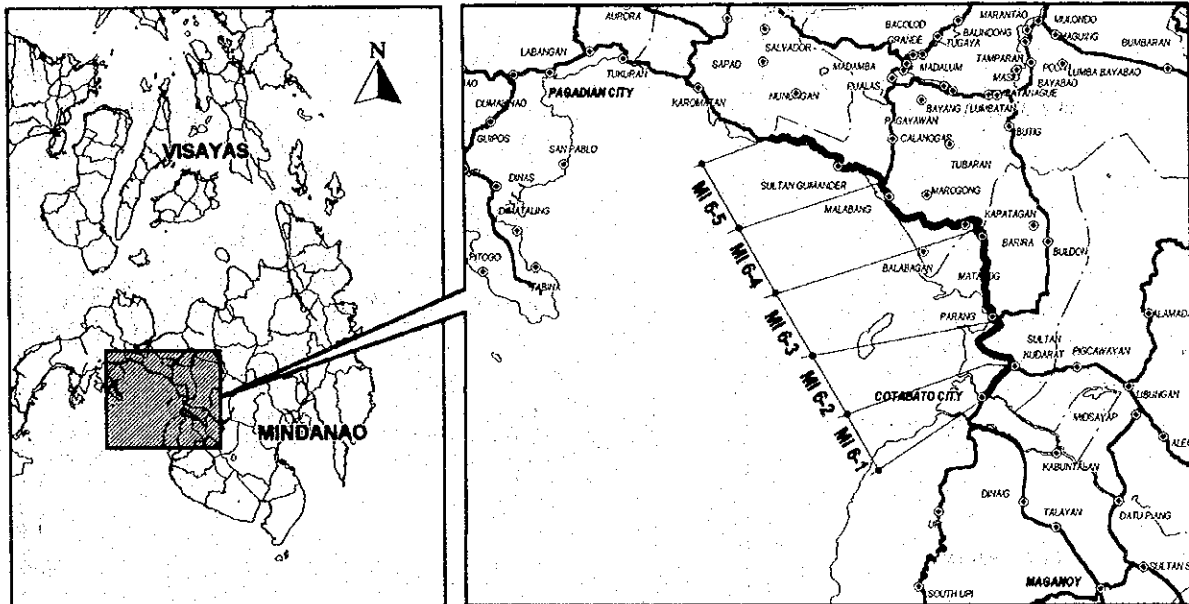 N
VISAYAS
MINDANAO
AURORA
LABANGAN
TUKURAN
PAGADIAN CITY
GUIPOS
SAN PABLO
DINAS
DIMATALING
PITOGO
TABINA
SALVADOR
SAPAD
KAROMATAN
NUNUNGAN
BACOLOD
GRANDE
MADAMBA
TUGAYA
MADALUM
PUALAS
MARANTAO
BALINDONG
TAMPARAN
MASIU
MULONDO
MAGUING
BUMBARAN
LUMBA BAYABAO
BAYABAO
BAYANG
LUMBATAN
BUTIG
PAGAYAWAN
CALANOGAS
TUBARAN
SULTAN GUMANDER
MAROGONG
MALABANG
KAPATAGAN
BARIRA
BULDON
BALABAGAN
MATANOG
PARANG
ALAMADA
SULTAN
KUDARAT
PIGCAWAYAN
LIBUNGAN
COTABATO CITY
MIDSAYAP
KABUNTALAN
DINAIG
TALAYAN
DATU PIANG
UPI
SOUTH UPI
MAGANOY
SULTAN S
MI 6-5
MI 6-4
MI 6-3
MI 6-2
MI 6-1